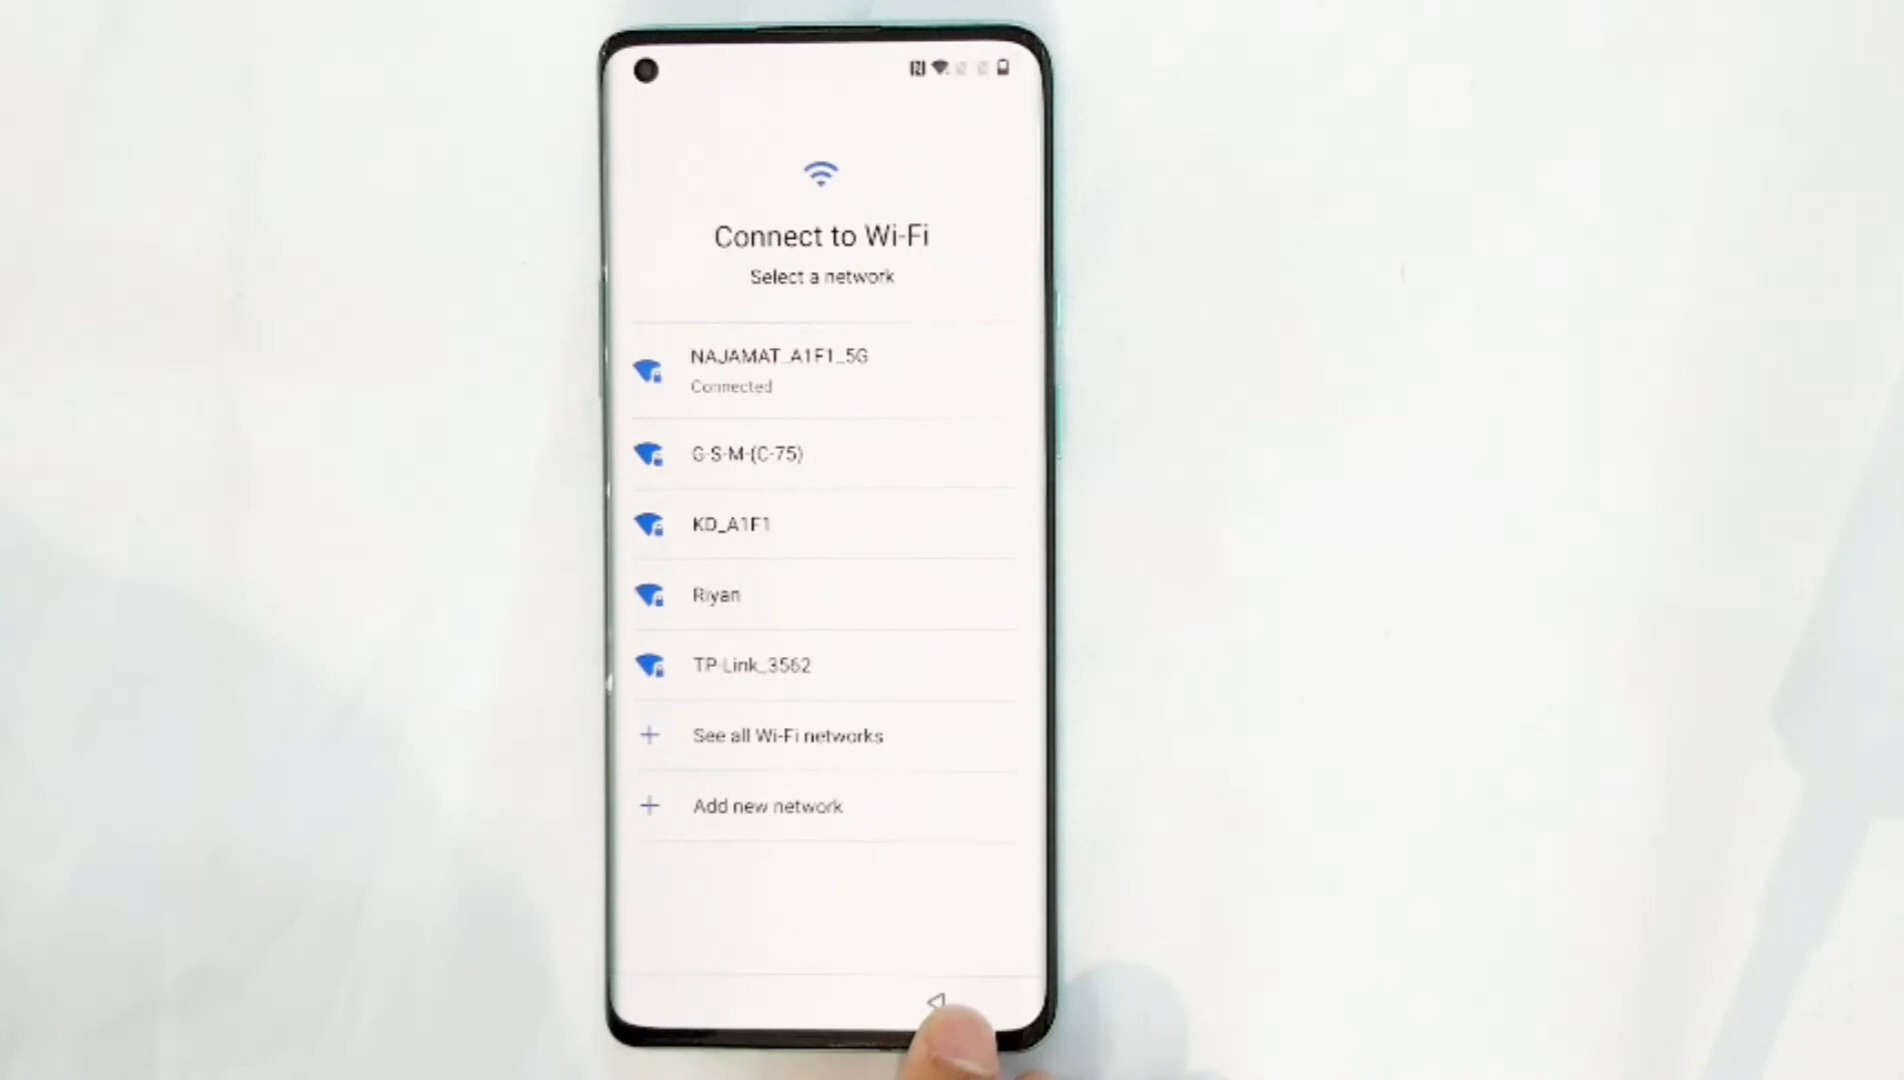 Connect to Wi-Fi
Select a network
NAJAMAT_A1F1_5G
Connected
G-S-M-(C-75)
KD_A1F1
Riyan
TP-Link_3562
See all Wi-Fi networks
Add new network